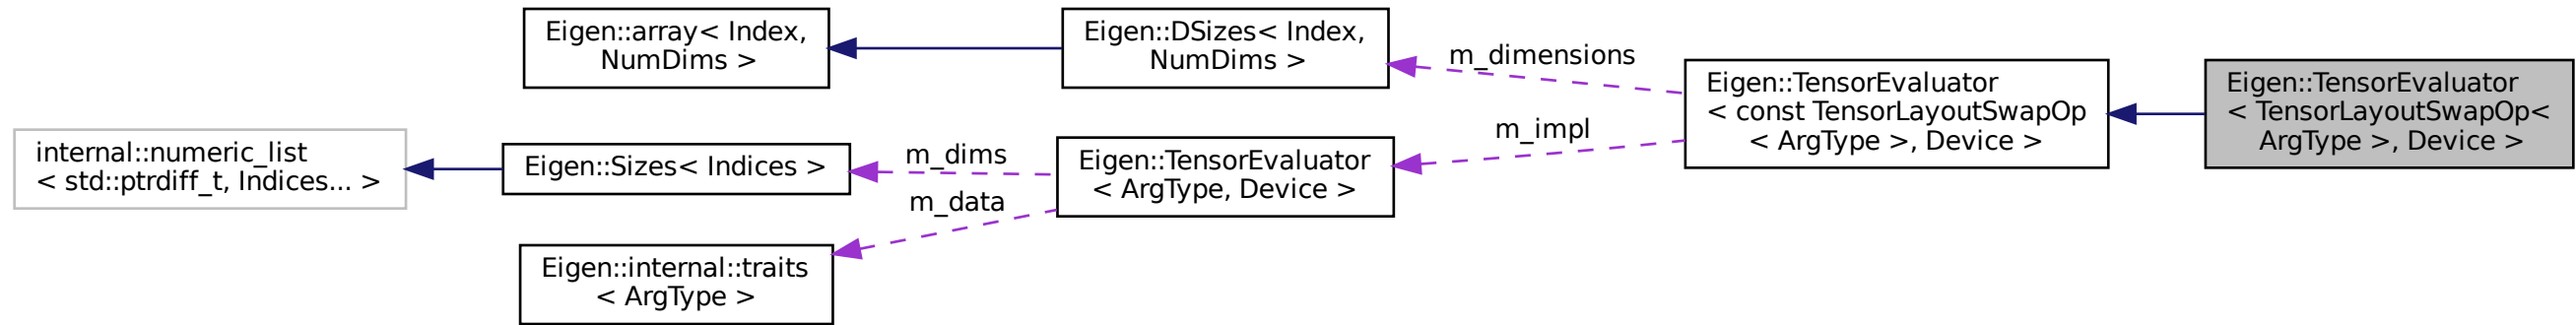 Eigen::array< Index,
NumDims >
Eigen::DSizes< Index,
NumDims >
m_dimensions
Eigen::TensorEvaluator
< const TensorLayoutSwapOp
< ArgType >, Device >
Eigen::TensorEvaluator
< TensorLayoutSwapOp<
ArgType >, Device >
internal::numeric_list
< std::ptrdiff_t, Indices... >
Eigen::Sizes< Indices >
m_dims
m_data
Eigen::TensorEvaluator
< ArgType, Device >
m_impl
Eigen::internal::traits
< ArgType >